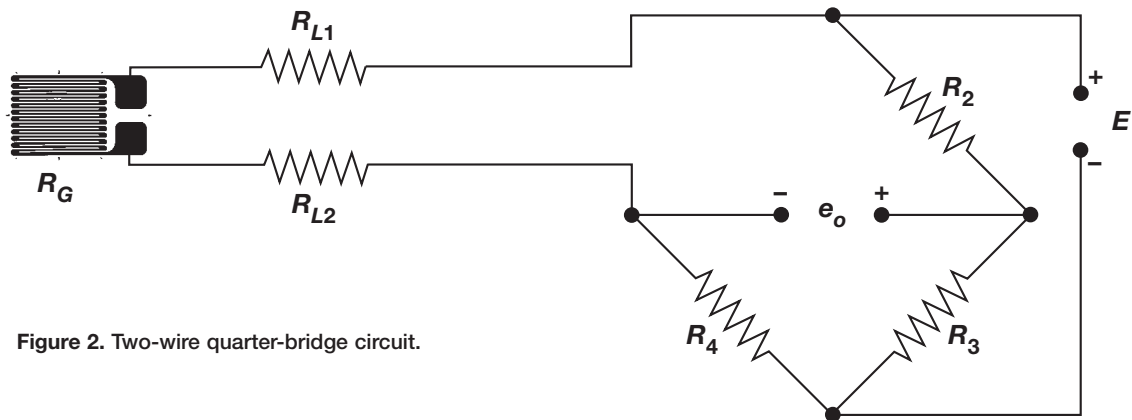 R_L1
R_2
+
E
−
R_G
R_L2
− e_o +
R_4
R_3
Figure 2. Two-wire quarter-bridge circuit.